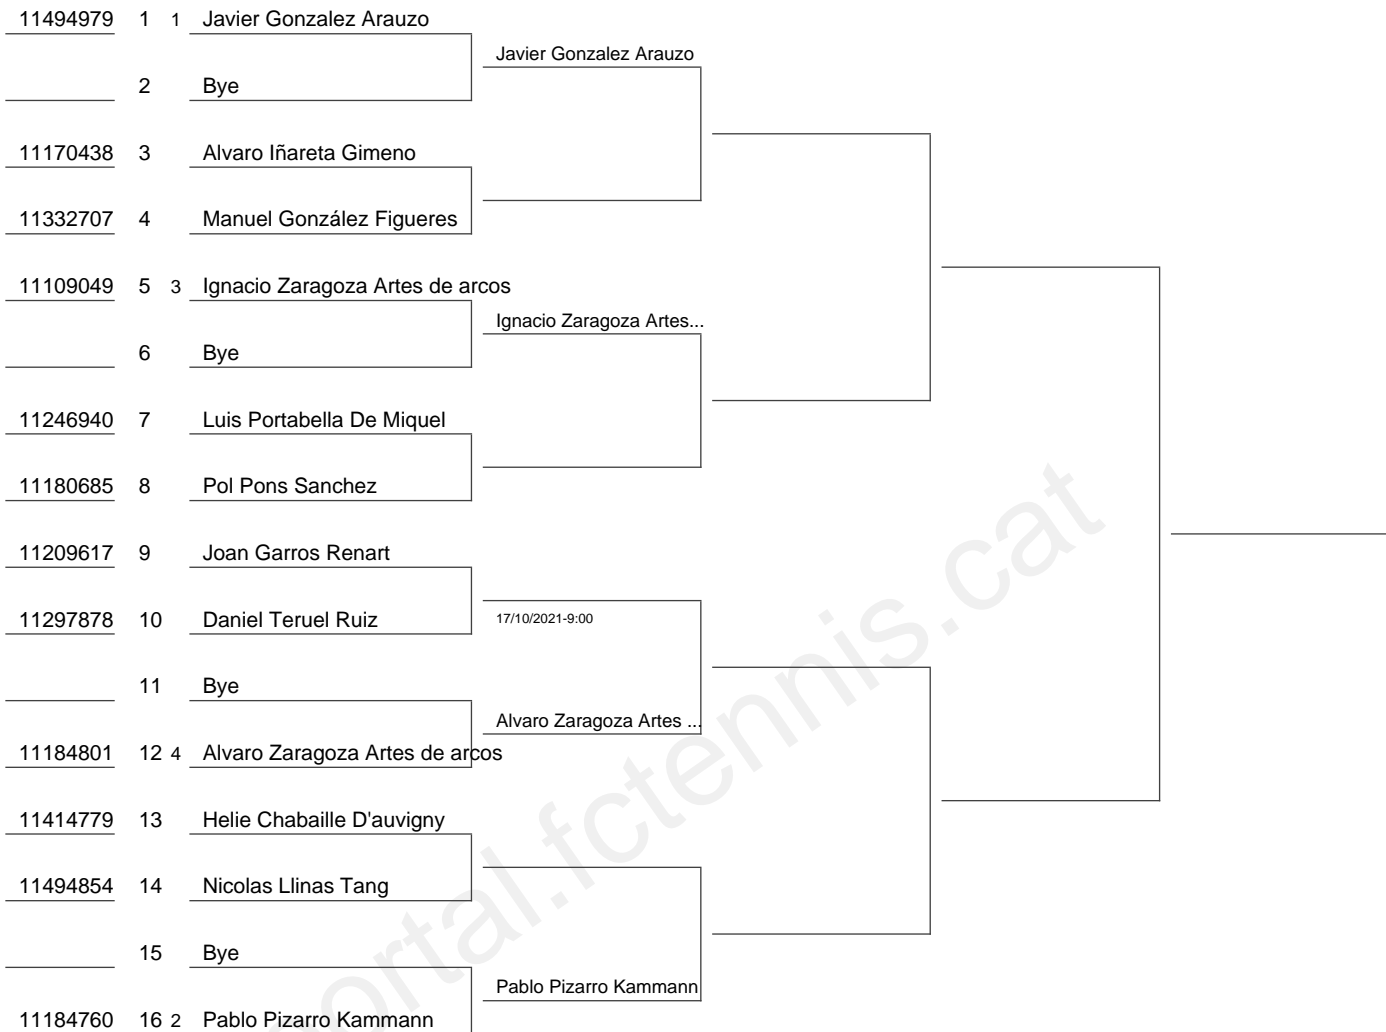 11494979 1 1 Javier Gonzalez Arauzo
Javier Gonzalez Arauzo
2 Bye
11170438 3 Alvaro Iñareta Gimeno
11332707 4 Manuel González Figueres
11109049 5 3 Ignacio Zaragoza Artes de arcos
Ignacio Zaragoza Artes...
6 Bye
11246940 7 Luis Portabella De Miquel
11180685 8 Pol Pons Sanchez
11209617 9 Joan Garros Renart
11297878 10 Daniel Teruel Ruiz 17/10/2021-9:00
11 Bye
Alvaro Zaragoza Artes ...
11184801 12 4 Alvaro Zaragoza Artes de arcos
11414779 13 Helie Chabaille D'auvigny
11494854 14 Nicolas Llinas Tang
15 Bye
Pablo Pizarro Kammann
11184760 16 2 Pablo Pizarro Kammann
portal.fctennis.cat